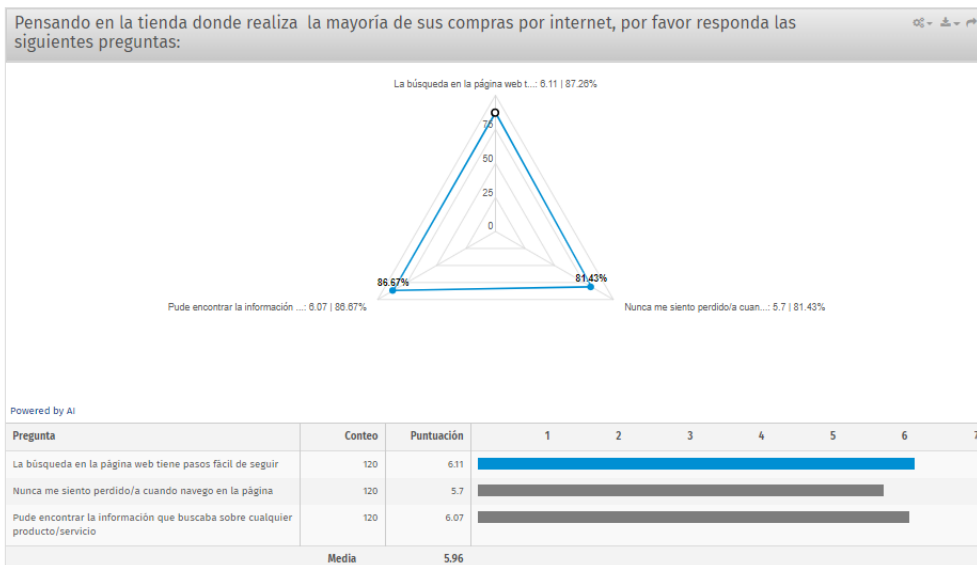 Pensando en la tienda donde realiza la mayoría de sus compras por internet, por favor responda las
siguientes preguntas:
La búsqueda en la página web t...: 6.11 | 87.26%
75
50
25
0
86.67%
81.43%
Pude encontrar la información ...: 6.07 | 86.67%
Nunca me siento perdido/a cuan...: 5.7 | 81.43%
Powered by AI
Pregunta Conteo Puntuación 1 2 3 4 5 6 7
La búsqueda en la página web tiene pasos fácil de seguir 120 6.11
Nunca me siento perdido/a cuando navego en la página 120 5.7
Pude encontrar la información que buscaba sobre cualquier 120 6.07
producto/servicio
Media 5.96